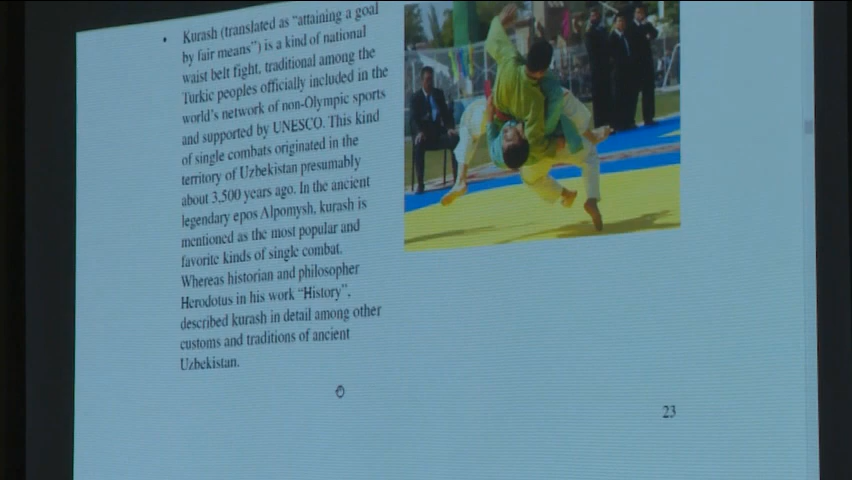 • Kurash (translated as “attaining a goal
by fair means”) is a kind of national
waist belt fight, traditional among the
Turkic peoples officially included in the
world’s network of non-Olympic sports
and supported by UNESCO. This kind
of single combats originated in the
territory of Uzbekistan presumably
about 3,500 years ago. In the ancient
legendary epos Alpomysh, kurash is
mentioned as the most popular and
favorite kinds of single combat.
Whereas historian and philosopher
Herodotus in his work “History”,
described kurash in detail among other
customs and traditions of ancient
Uzbekistan.
23